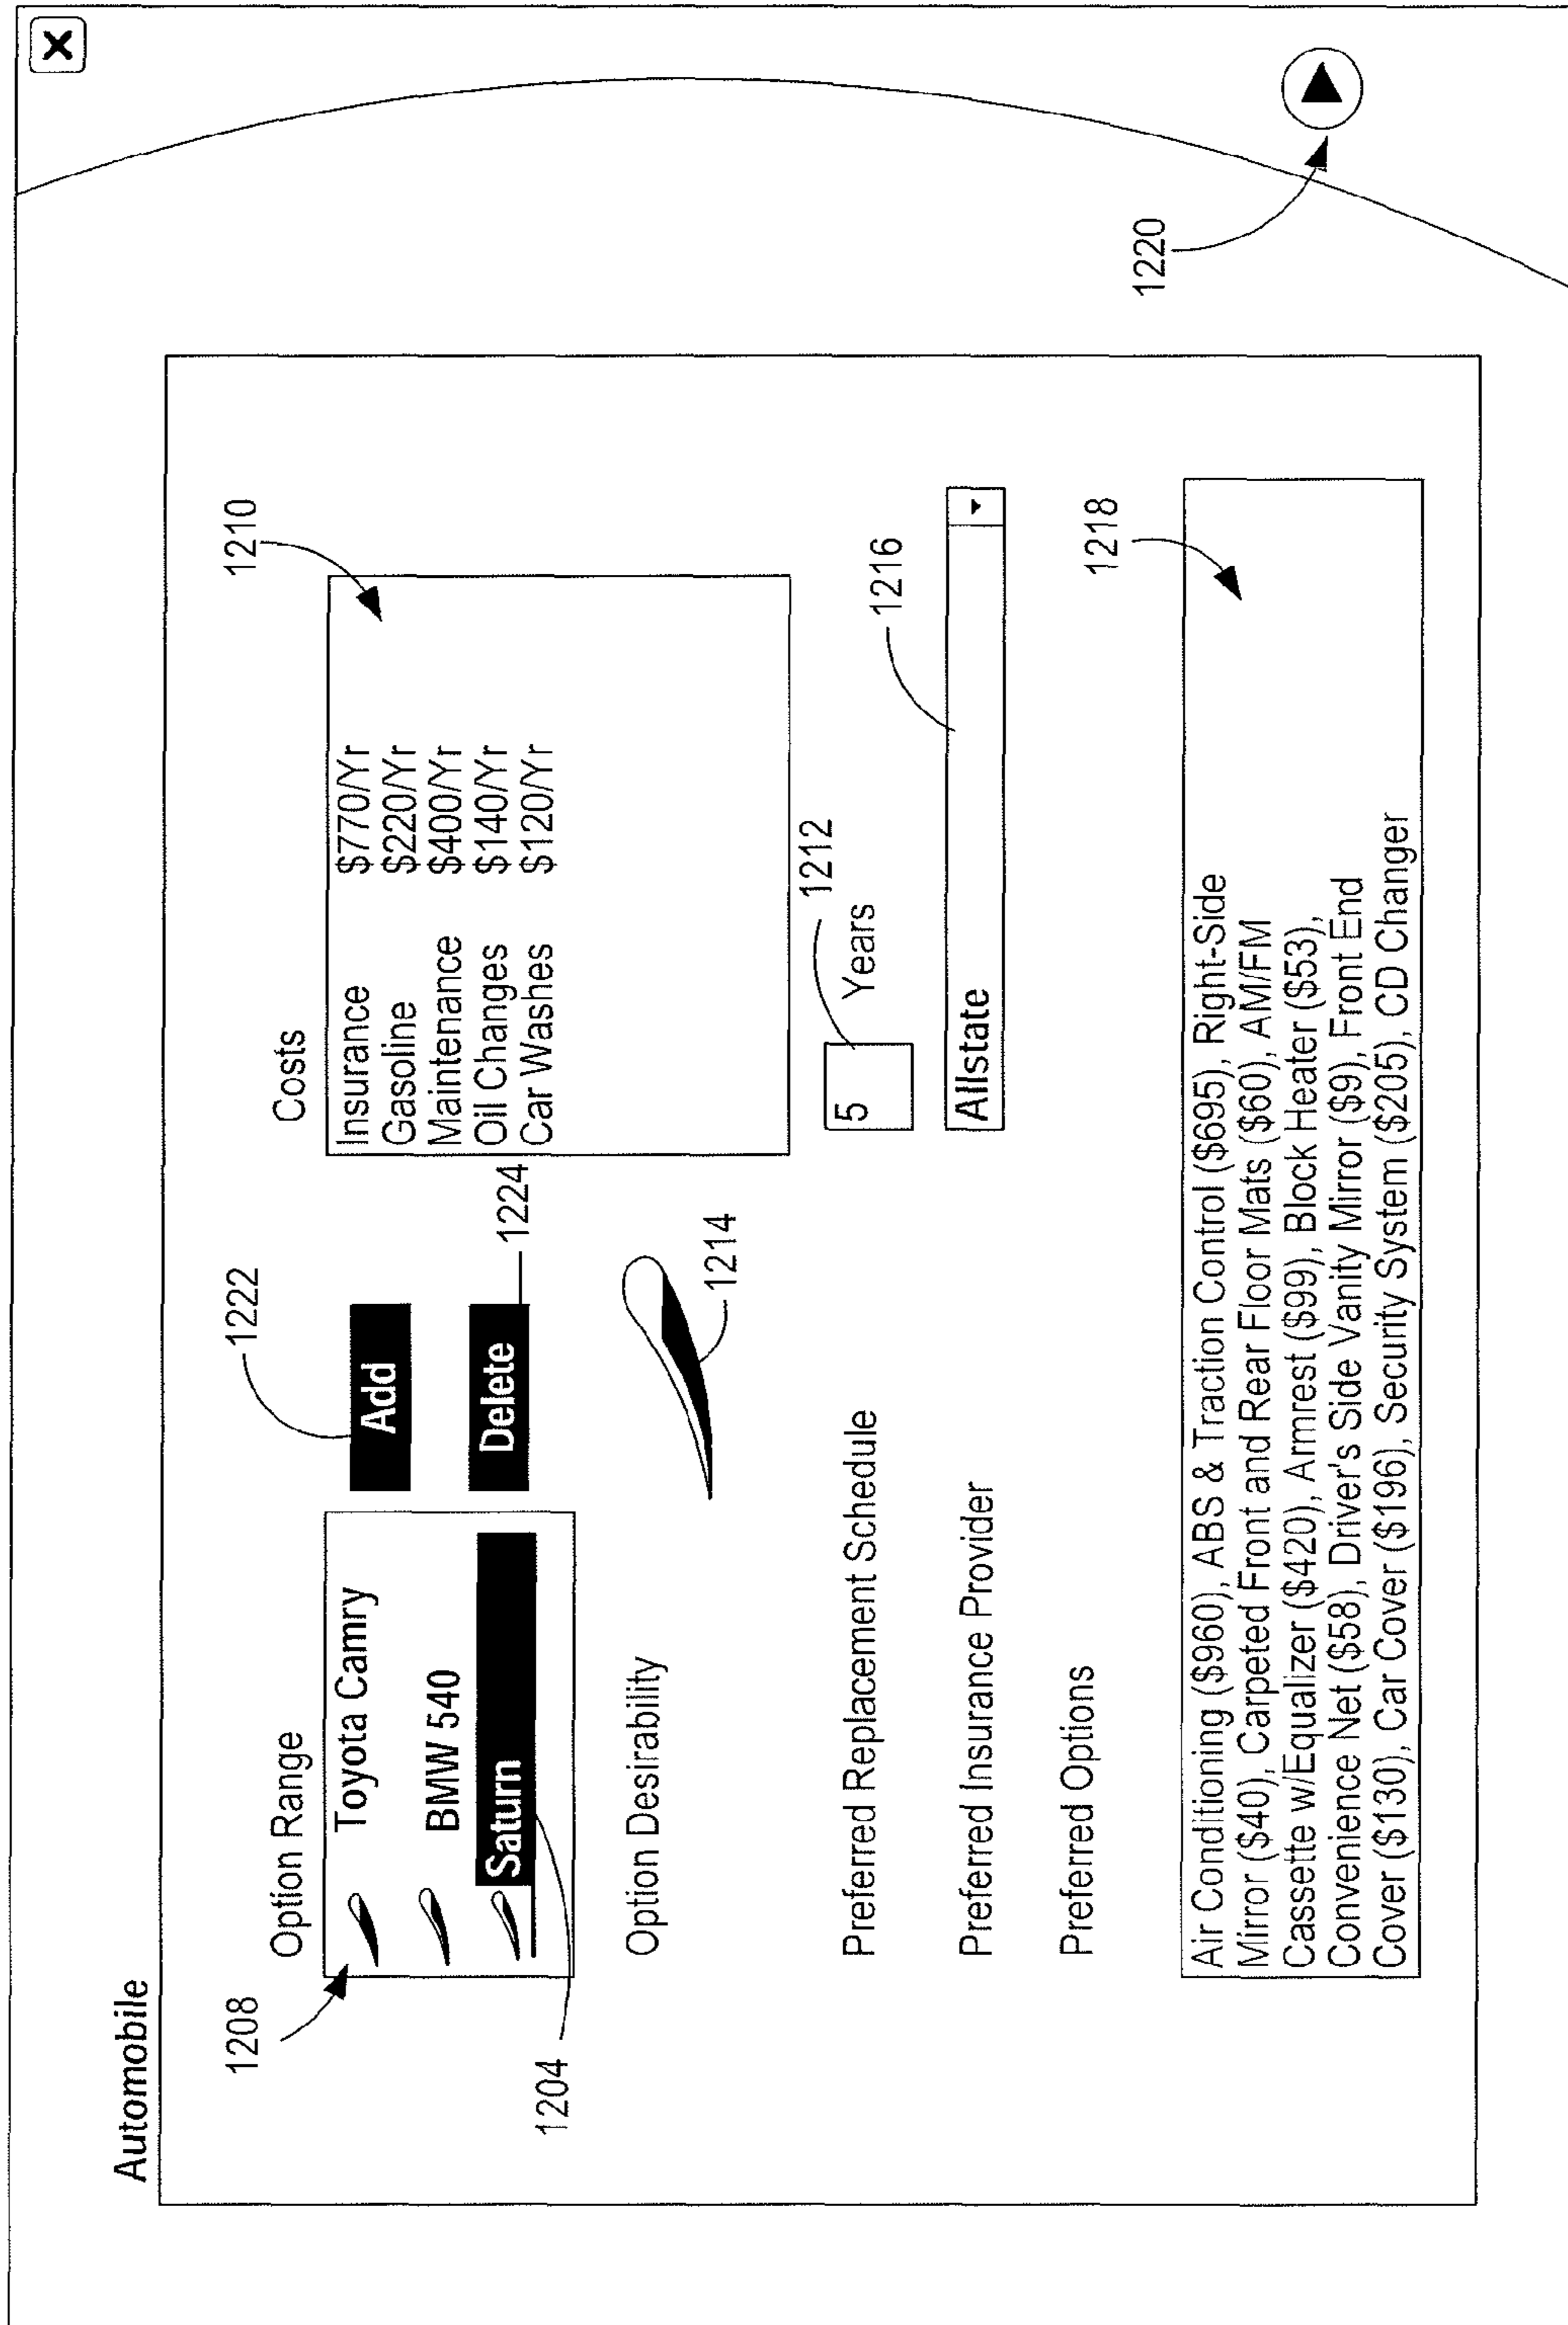 Automobile
X
1208
Option Range
1222
Costs
1210
Toyota Camry
BMW 540
Saturn
Add
Delete
1224
Insurance $770/Yr
Gasoline $220/Yr
Maintenance $400/Yr
Oil Changes $140/Yr
Car Washes $120/Yr
1204
Option Desirability
1214
1212
5 Years
Preferred Replacement Schedule
1216
Preferred Insurance Provider
Allstate
Preferred Options
1218
1220
Air Conditioning ($960), ABS & Traction Control ($695), Right-Side
Mirror ($40), Carpeted Front and Rear Floor Mats ($60), AM/FM
Cassette w/Equalizer ($420), Armrest ($99), Block Heater ($53),
Convenience Net ($58), Driver's Side Vanity Mirror ($9), Front End
Cover ($130), Car Cover ($196), Security System ($205), CD Changer